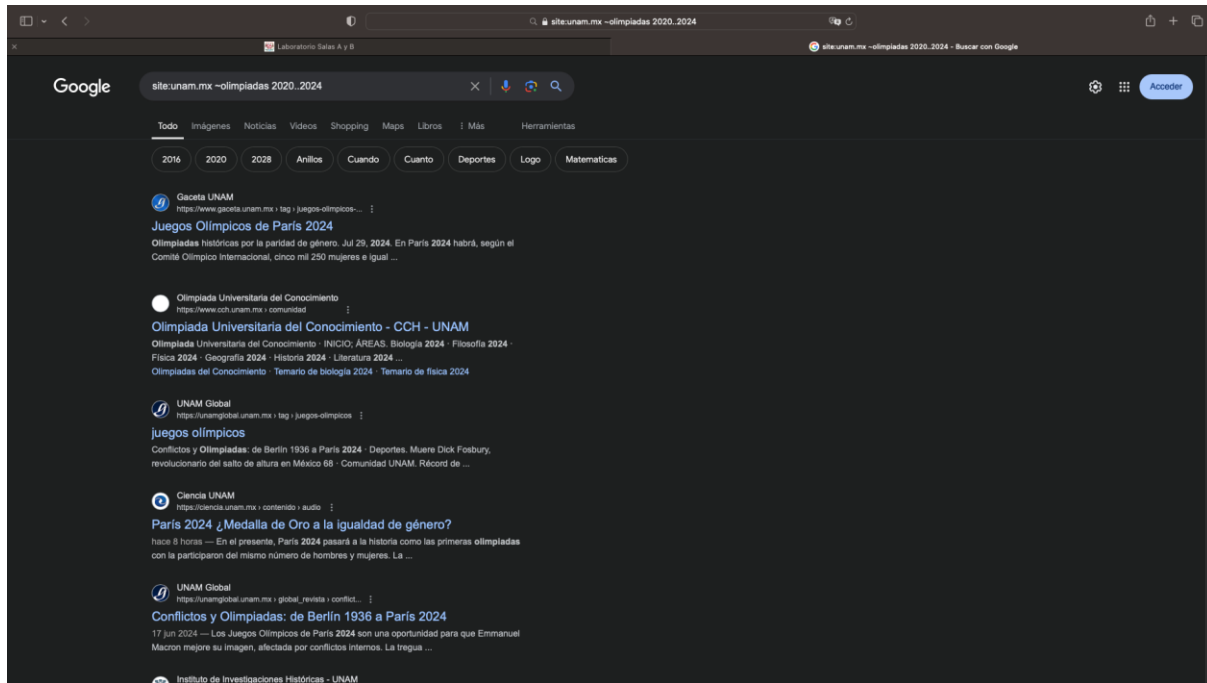 site:unam.mx ~olimpiadas 2020..2024
Laboratorio Salas A y B
site:unam.mx ~olimpiadas 2020..2024 - Buscar con Google
Google
site:unam.mx ~olimpiadas 2020..2024
Acceder
Todo Imágenes Noticias Videos Shopping Maps Libros Más Herramientas
2016 2020 2028 Anillos Cuando Cuanto Deportes Logo Matematicas
Gaceta UNAM
https://www.gaceta.unam.mx › tag › juegos-olimpicos-...
Juegos Olímpicos de París 2024
Olimpiadas históricas por la paridad de género. Jul 29, 2024. En París 2024 habrá, según el
Comité Olímpico Internacional, cinco mil 250 mujeres e igual ...
Olimpiada Universitaria del Conocimiento
https://www.cch.unam.mx › comunidad
Olimpiada Universitaria del Conocimiento - CCH - UNAM
Olimpiada Universitaria del Conocimiento · INICIO; ÁREAS. Biología 2024 · Filosofía 2024 ·
Física 2024 · Geografía 2024 · Historia 2024 · Literatura 2024 ...
Olimpiadas del Conocimiento · Temario de biología 2024 · Temario de física 2024
UNAM Global
https://unamglobal.unam.mx › tag › juegos-olimpicos
juegos olímpicos
Conflictos y Olimpiadas: de Berlín 1936 a París 2024 · Deportes. Muere Dick Fosbury,
revolucionario del salto de altura en México 68 · Comunidad UNAM. Récord de ...
Ciencia UNAM
https://ciencia.unam.mx › contenido › audio
París 2024 ¿Medalla de Oro a la igualdad de género?
hace 8 horas — En el presente, París 2024 pasará a la historia como las primeras olimpiadas
con la participaron del mismo número de hombres y mujeres. La ...
UNAM Global
https://unamglobal.unam.mx › global_revista › conflict...
Conflictos y Olimpiadas: de Berlín 1936 a París 2024
17 jun 2024 — Los Juegos Olímpicos de París 2024 son una oportunidad para que Emmanuel
Macron mejore su imagen, afectada por conflictos internos. La tregua ...
Instituto de Investigaciones Históricas - UNAM